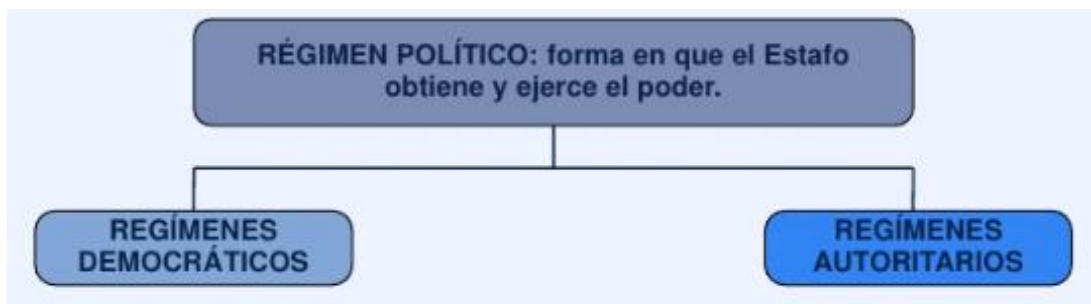 RÉGIMEN POLÍTICO: forma en que el Estafo
obtiene y ejerce el poder.
REGÍMENES
DEMOCRÁTICOS
REGÍMENES
AUTORITARIOS